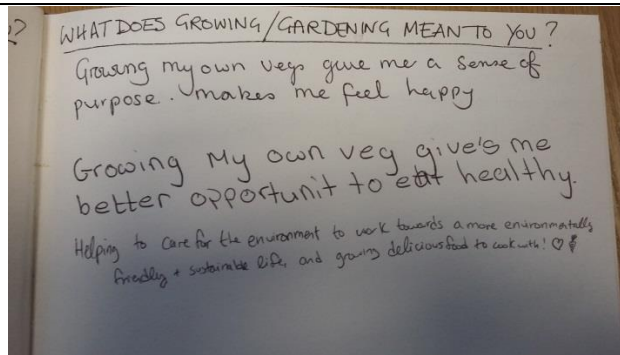 ?
WHAT DOES GROWING/GARDENING MEAN TO YOU?
Growing my own vegs give me a sense of
purpose. makes me feel happy
Growing My own veg give's me
better opportunit to eat healthy.
Helping to care for the environment to work towards a more environmentally
friendly + sustainable life, and growing delicious food to cook with!